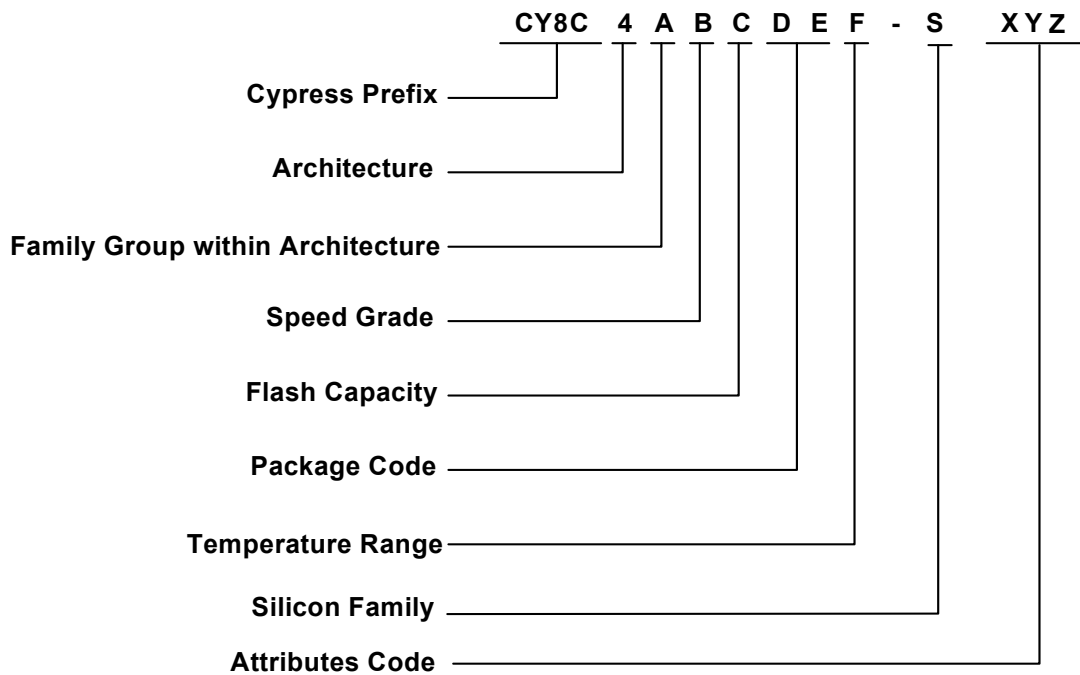 CY8C 4 A B C D E F - S X Y Z
Cypress Prefix
Architecture
Family Group within Architecture
Speed Grade
Flash Capacity
Package Code
Temperature Range
Silicon Family
Attributes Code